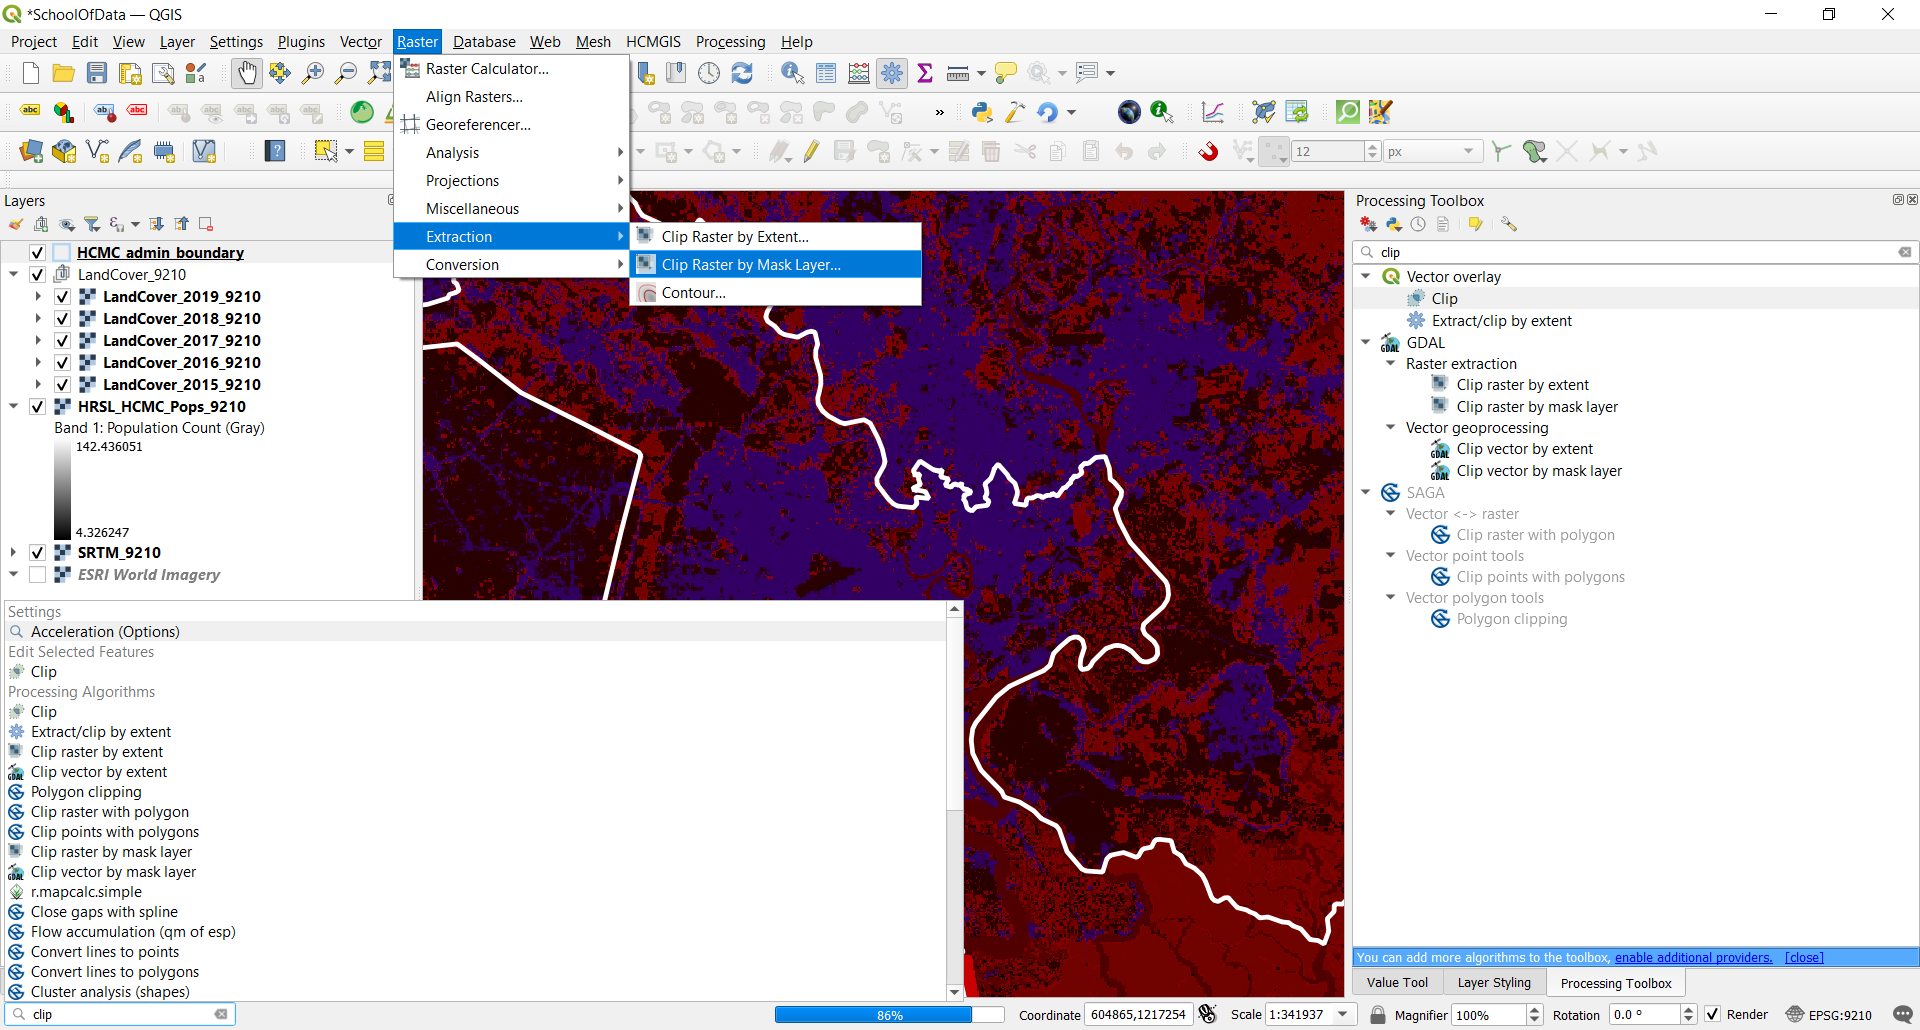 *SchoolOfData — QGIS
Project Edit View Layer Settings Plugins Vector Raster Database Web Mesh HCMGIS Processing Help
Raster Calculator...
Align Rasters...
Georeferencer...
Analysis
Projections
Miscellaneous
Extraction
Conversion
Clip Raster by Extent...
Clip Raster by Mask Layer...
Contour...
abc
abc
12
px
Layers
HCMC_admin_boundary
LandCover_9210
LandCover_2019_9210
LandCover_2018_9210
LandCover_2017_9210
LandCover_2016_9210
LandCover_2015_9210
HRSL_HCMC_Pops_9210
Band 1: Population Count (Gray)
142.436051
4.326247
SRTM_9210
ESRI World Imagery
Settings
Acceleration (Options)
Edit Selected Features
Clip
Processing Algorithms
Clip
Extract/clip by extent
Clip raster by extent
Clip vector by extent
Polygon clipping
Clip raster with polygon
Clip points with polygons
Clip raster by mask layer
Clip vector by mask layer
r.mapcalc.simple
Close gaps with spline
Flow accumulation (qm of esp)
Convert lines to points
Convert lines to polygons
Cluster analysis (shapes)
clip
Processing Toolbox
clip
Vector overlay
Clip
Extract/clip by extent
GDAL
Raster extraction
Clip raster by extent
Clip raster by mask layer
Vector geoprocessing
Clip vector by extent
Clip vector by mask layer
SAGA
Vector <-> raster
Clip raster with polygon
Vector point tools
Clip points with polygons
Vector polygon tools
Polygon clipping
You can add more algorithms to the toolbox, enable additional providers. [close]
Value Tool Layer Styling Processing Toolbox
86% Coordinate 604865,1217254 Scale 1:341937 Magnifier 100% Rotation 0.0 ° Render EPSG:9210